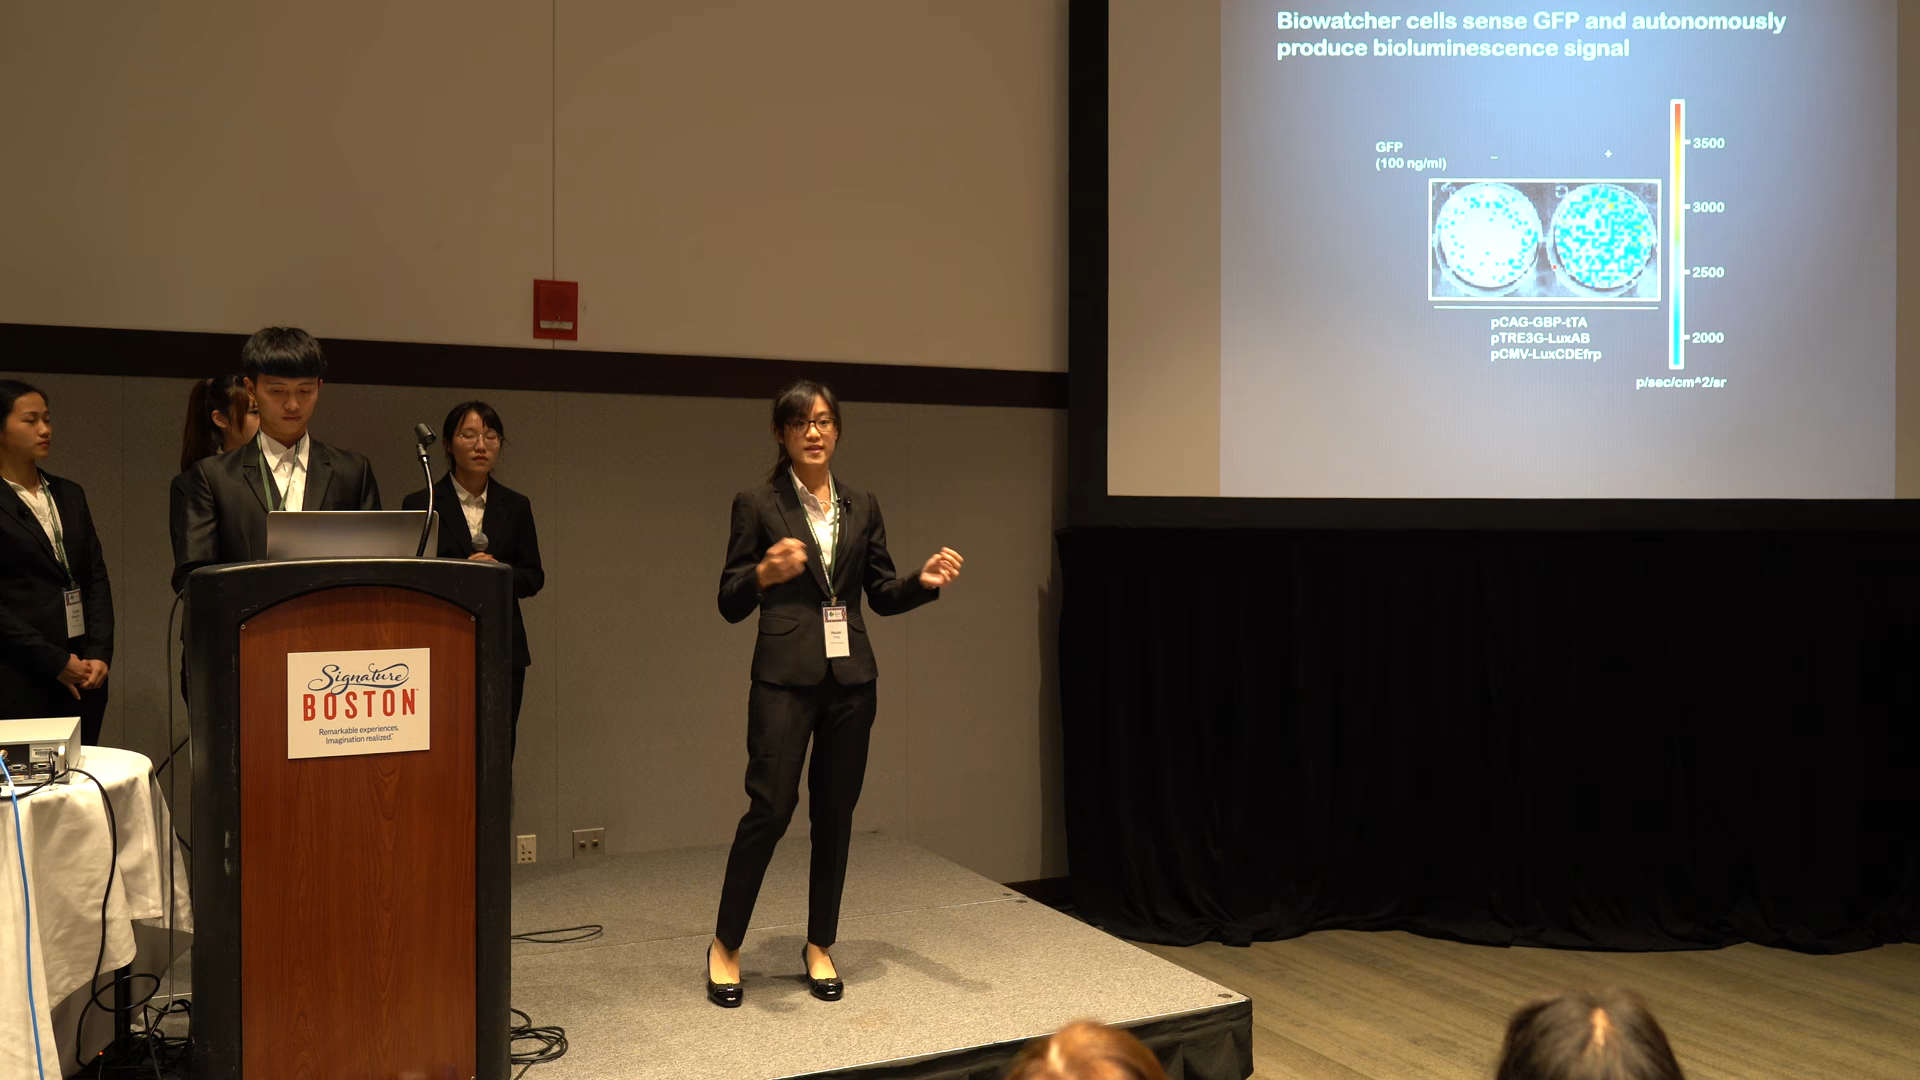 Biowatcher cells sense GFP and autonomously
produce bioluminescence signal
GFP
(100 ng/ml)
–
+
3500
3000
2500
2000
pCAG-GBP-tTA
pTRE3G-LuxAB
pCMV-LuxCDEfrp
p/sec/cm^2/sr
Signature
BOSTON
Remarkable experiences.
Imagination realized.